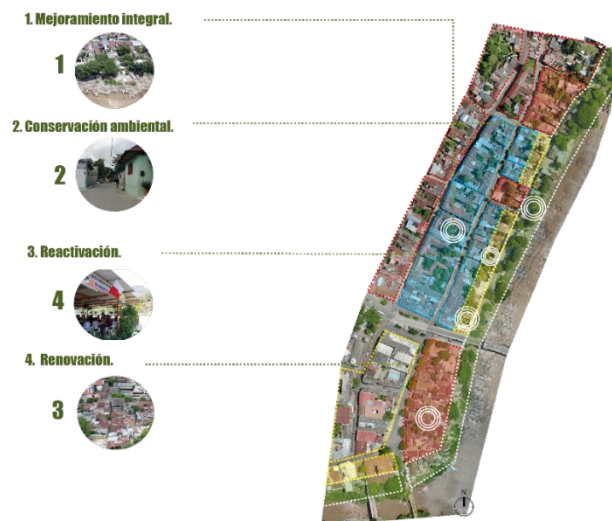 1. Mejoramiento integral.
1
2. Conservación ambiental.
2
3. Reactivación.
4
4. Renovación.
3
N